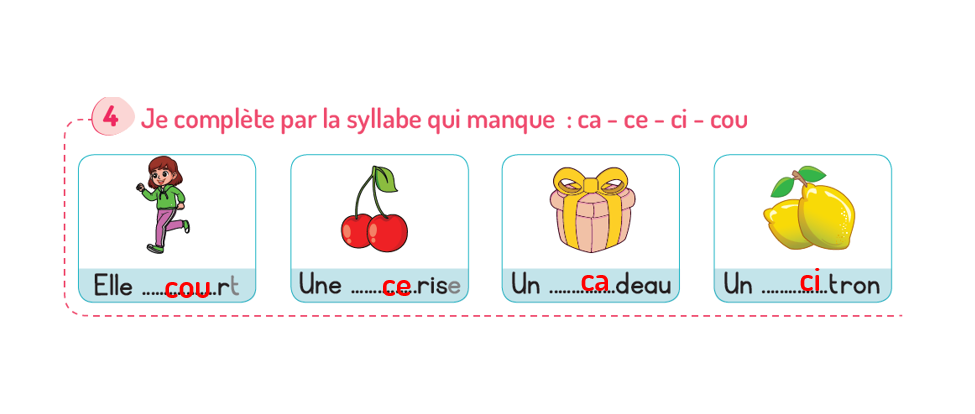 4 Je complète par la syllabe qui manque : ca - ce - ci - cou
Elle ......cou......rt
Une ......ce......rise
Un ......ca......deau
Un ......ci......tron